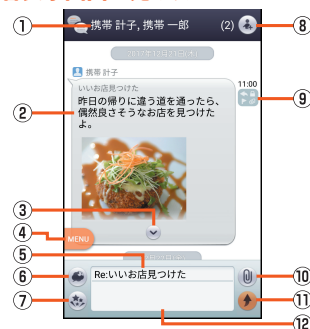 ① 携帯 計子, 携帯 一郎 (2) ⑧
2037年12月23日(水)
携帯 計子
11:00
いいお店見つけた
⑨
② 昨日の帰りに違う道を通ったら、
偶然良さそうなお店を見つけた
よ。
③
④ MENU
⑤
⑥ Re:いいお店見つけた ⑩
⑦ ⑪
⑫